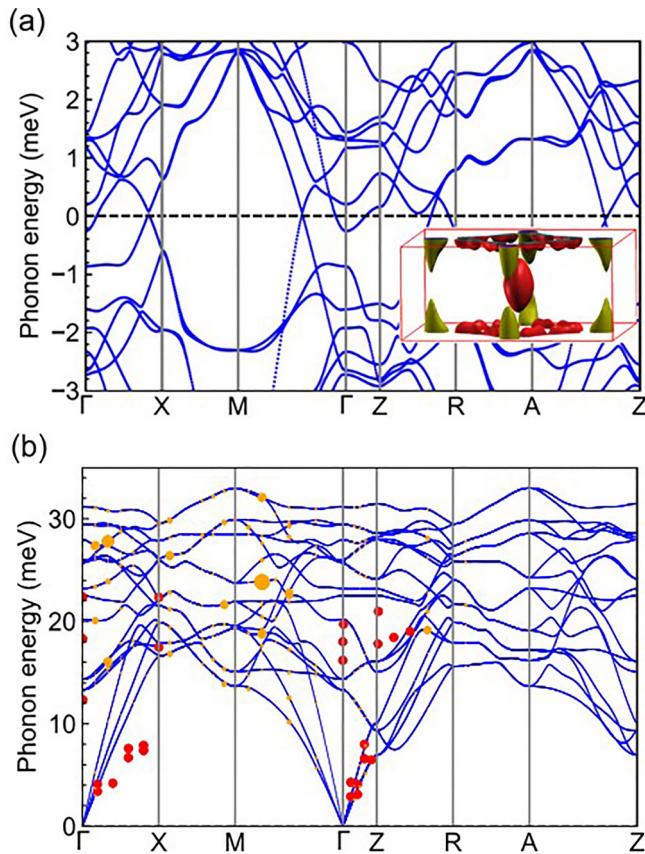 (a)
Phonon energy (meV)
3
2
1
0
−1
−2
−3
Γ X M Γ Z R A Z
(b)
Phonon energy (meV)
30
20
10
0
Γ X M Γ Z R A Z